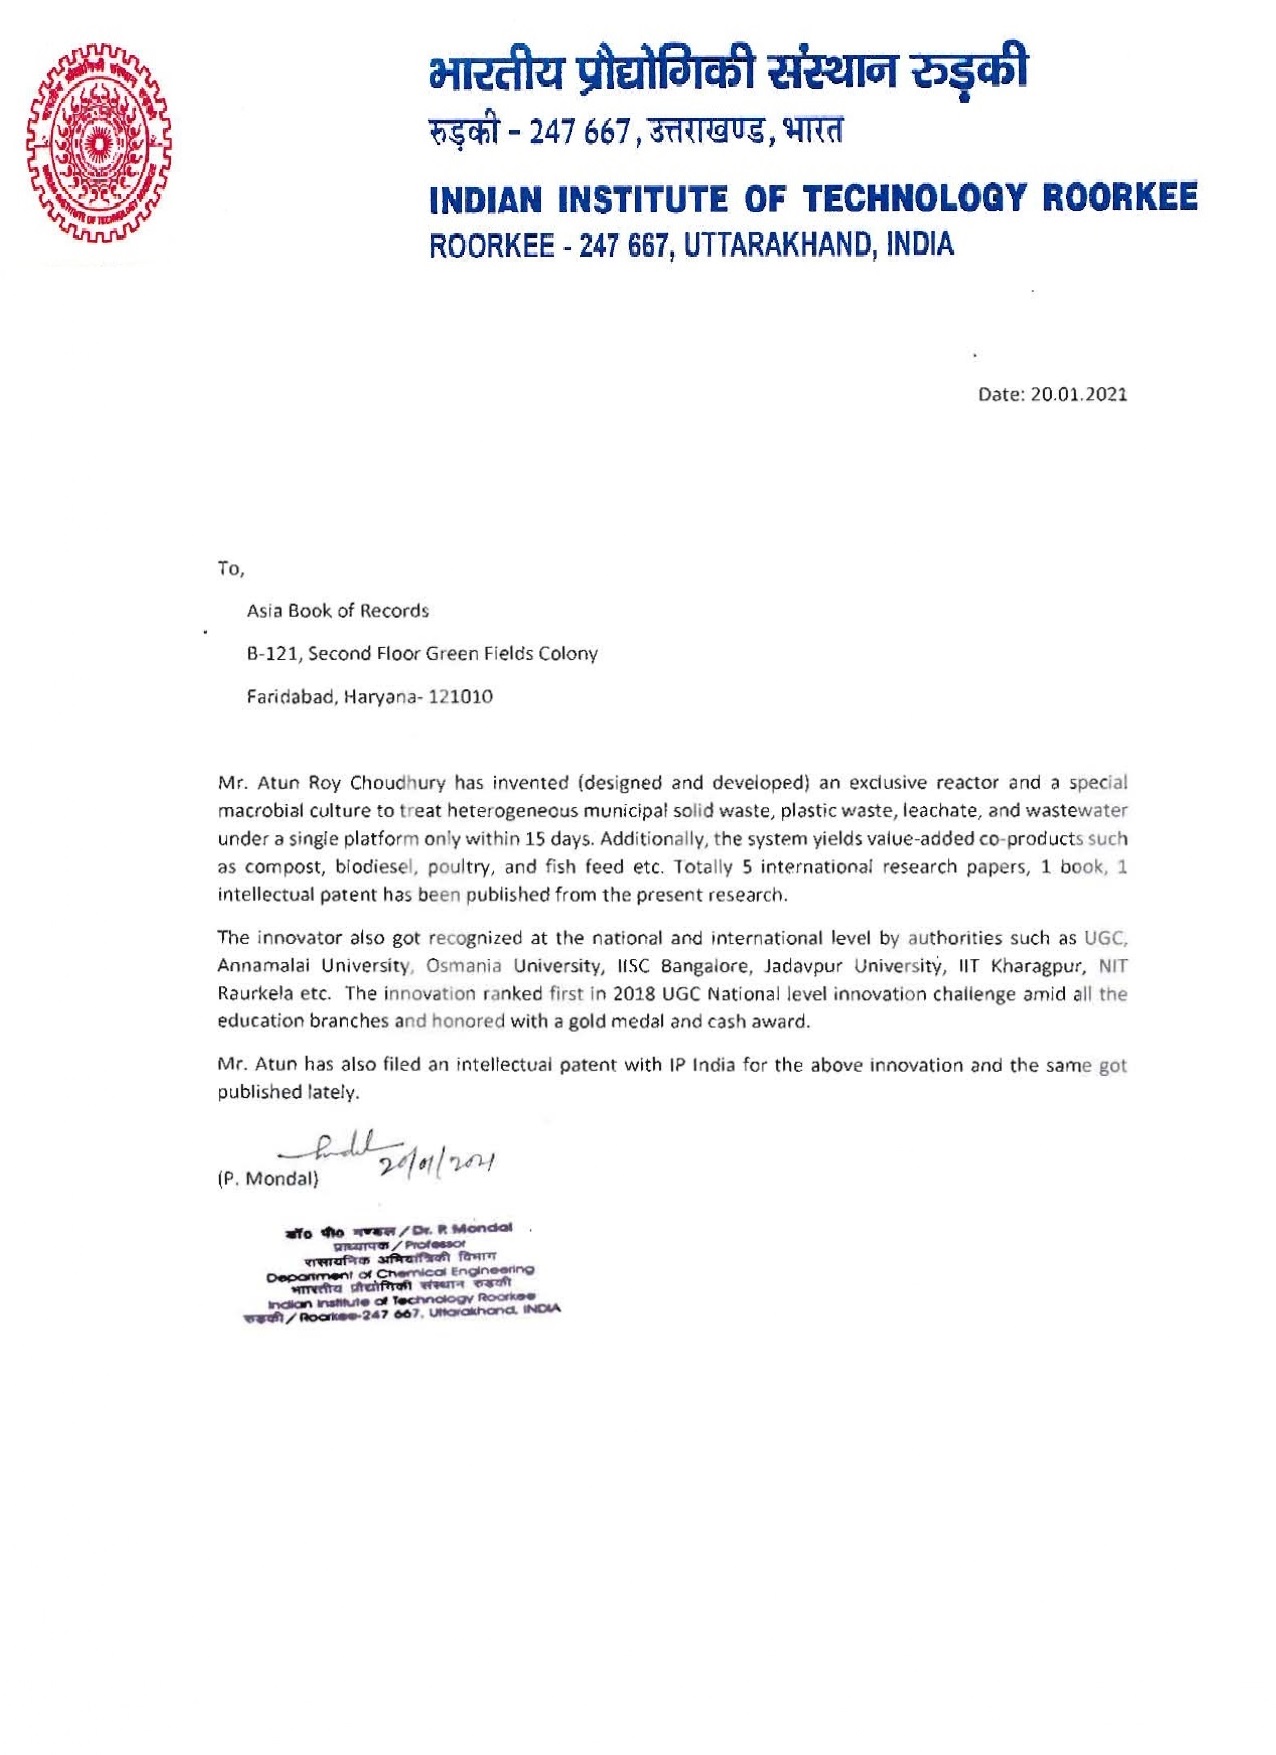 भारतीय प्रौद्योगिकी संस्थान रुड़की
रुड़की - 247 667, उत्तराखण्ड, भारत
INDIAN INSTITUTE OF TECHNOLOGY ROORKEE
ROORKEE - 247 667, UTTARAKHAND, INDIA
Date: 20.01.2021
To,
Asia Book of Records
B-121, Second Floor Green Fields Colony
Faridabad, Haryana- 121010
Mr. Atun Roy Choudhury has invented (designed and developed) an exclusive reactor and a special
macrobial culture to treat heterogeneous municipal solid waste, plastic waste, leachate, and wastewater
under a single platform only within 15 days. Additionally, the system yields value-added co-products such
as compost, biodiesel, poultry, and fish feed etc. Totally 5 international research papers, 1 book, 1
intellectual patent has been published from the present research.
The innovator also got recognized at the national and international level by authorities such as UGC,
Annamalai University, Osmania University, IISC Bangalore, Jadavpur University, IIT Kharagpur, NIT
Raurkela etc. The innovation ranked first in 2018 UGC National level innovation challenge amid all the
education branches and honored with a gold medal and cash award.
Mr. Atun has also filed an intellectual patent with IP India for the above innovation and the same got
published lately.
20/01/2021
(P. Mondal)
डॉ० पी० मण्डल / Dr. P. Mondal
प्राध्यापक / Professor
रासायनिक अभियांत्रिकी विभाग
Department of Chemical Engineering
भारतीय प्रौद्योगिकी संस्थान रुड़की
Indian Institute of Technology Roorkee
रुड़की / Roorkee-247 667, Uttarakhand, INDIA